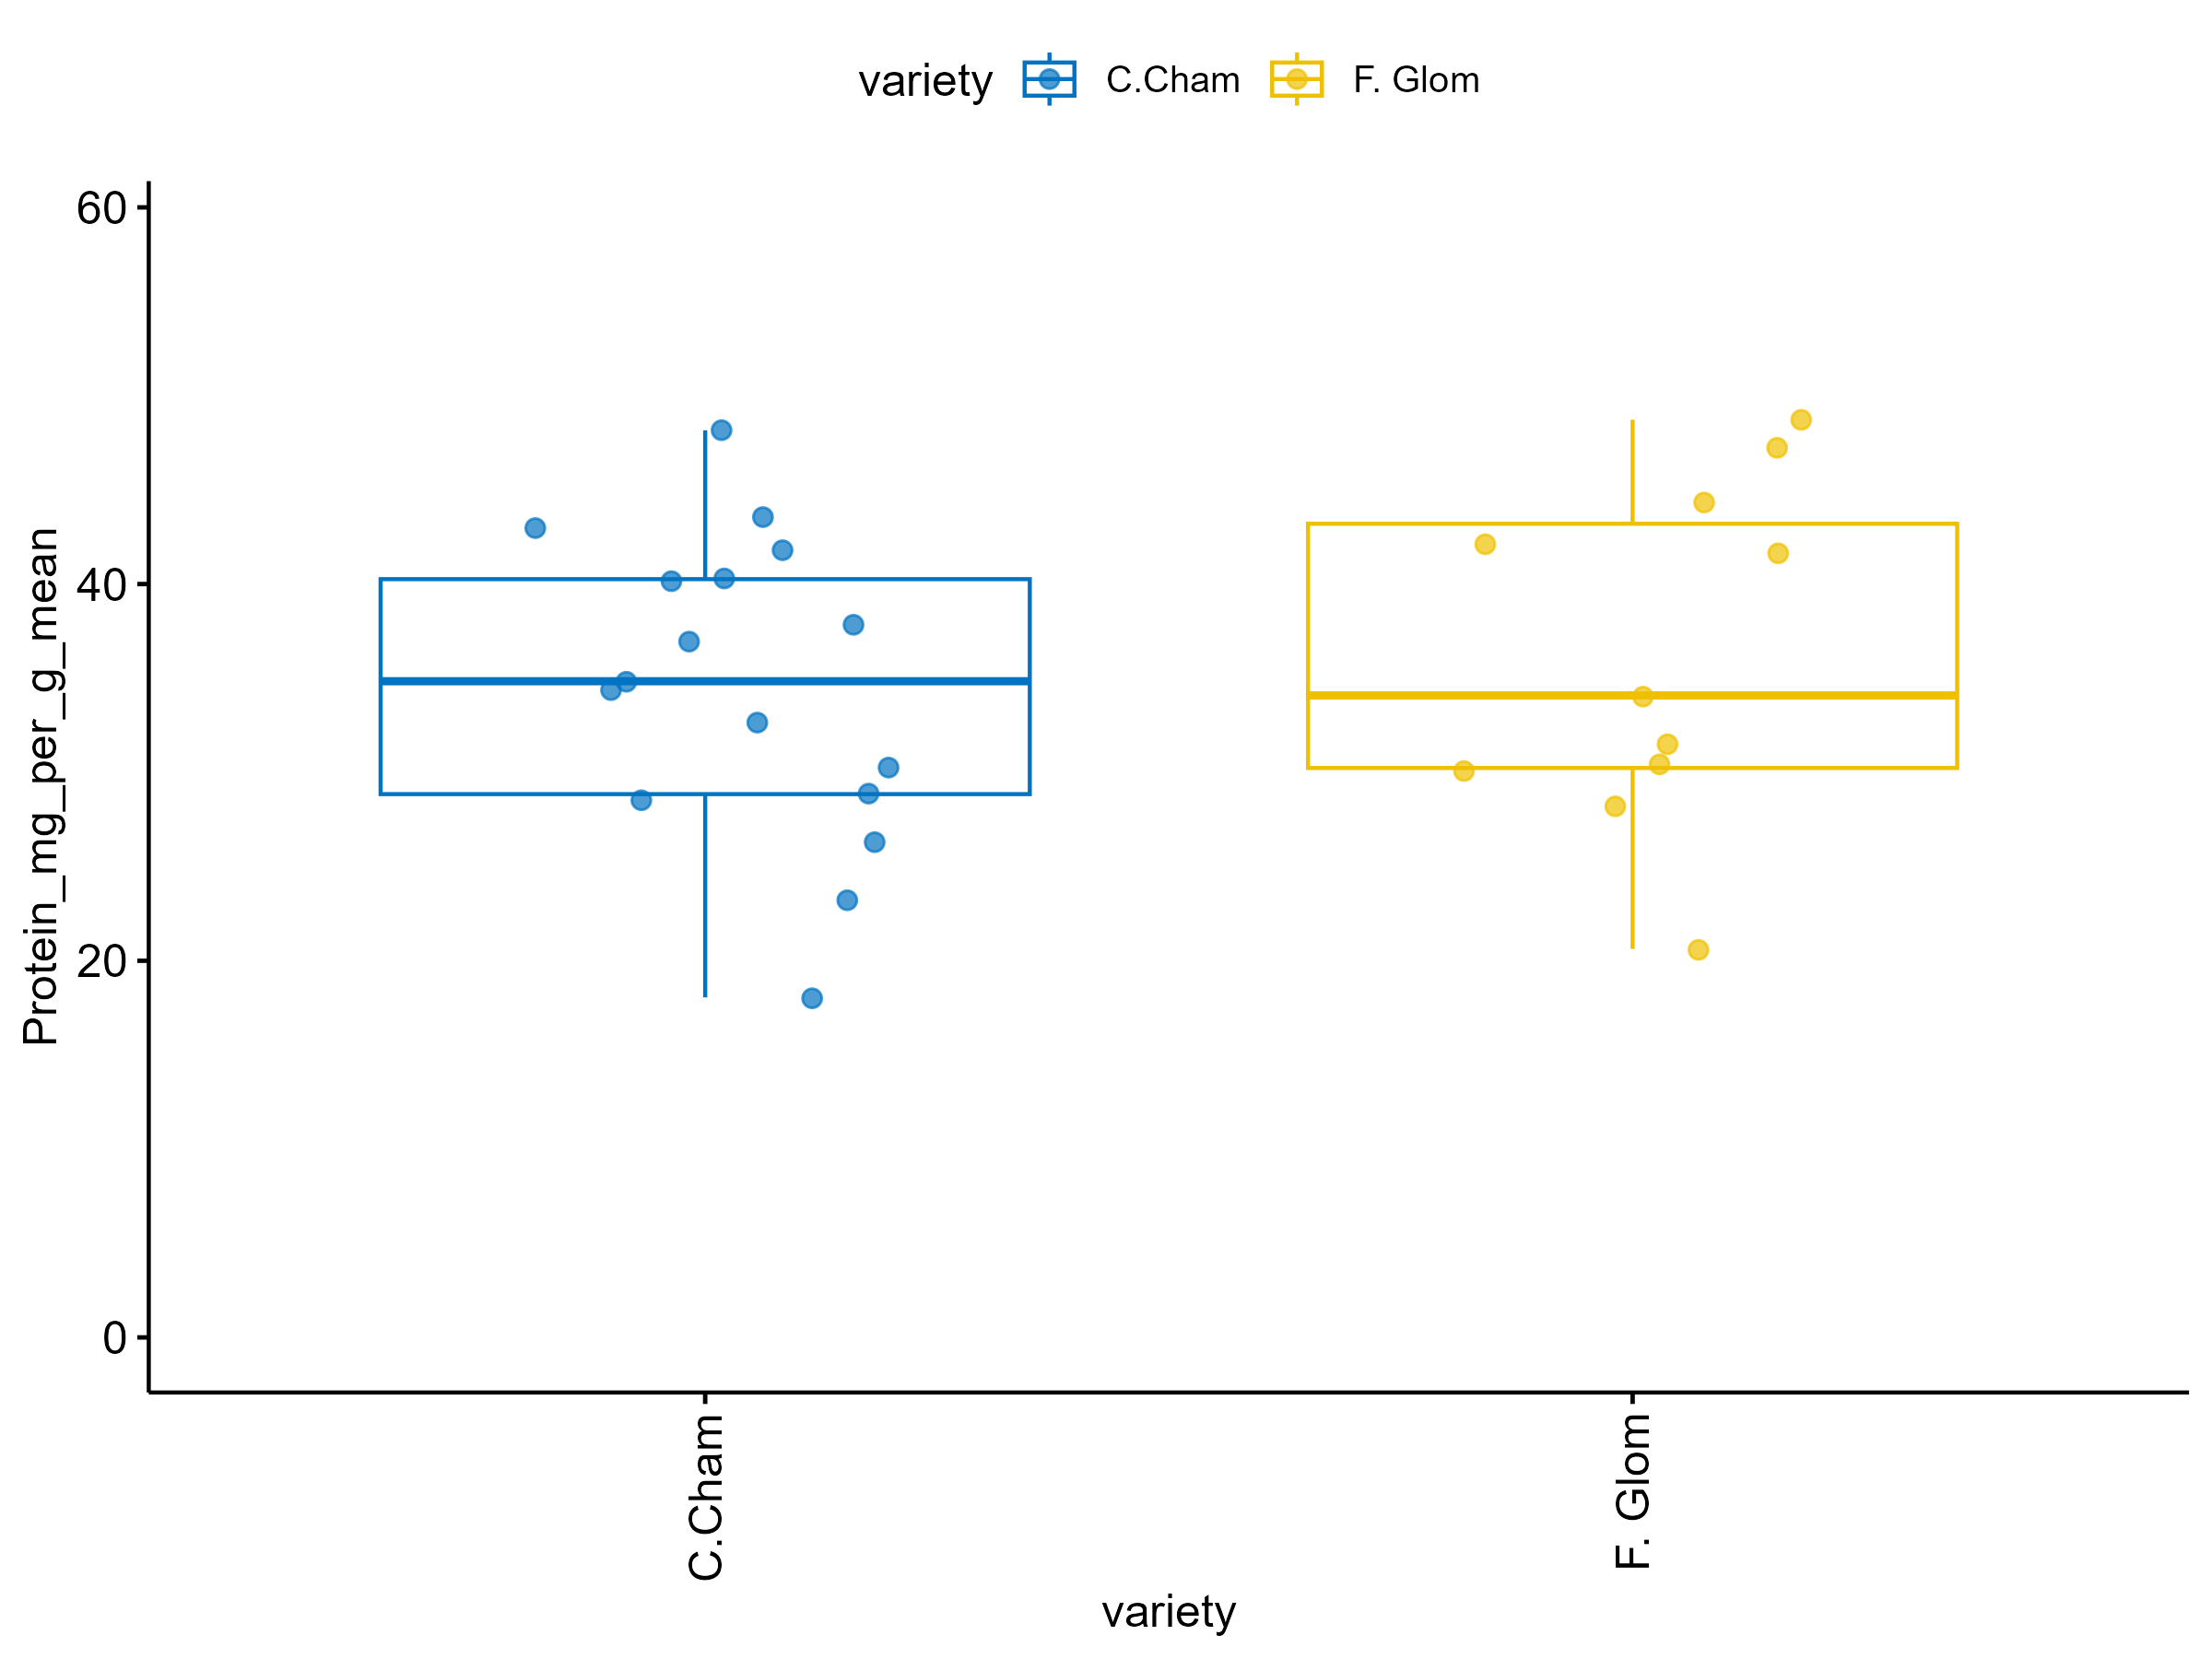 variety C.Cham F. Glom
60
40
20
0
Protein_mg_per_g_mean
C.Cham
F. Glom
variety